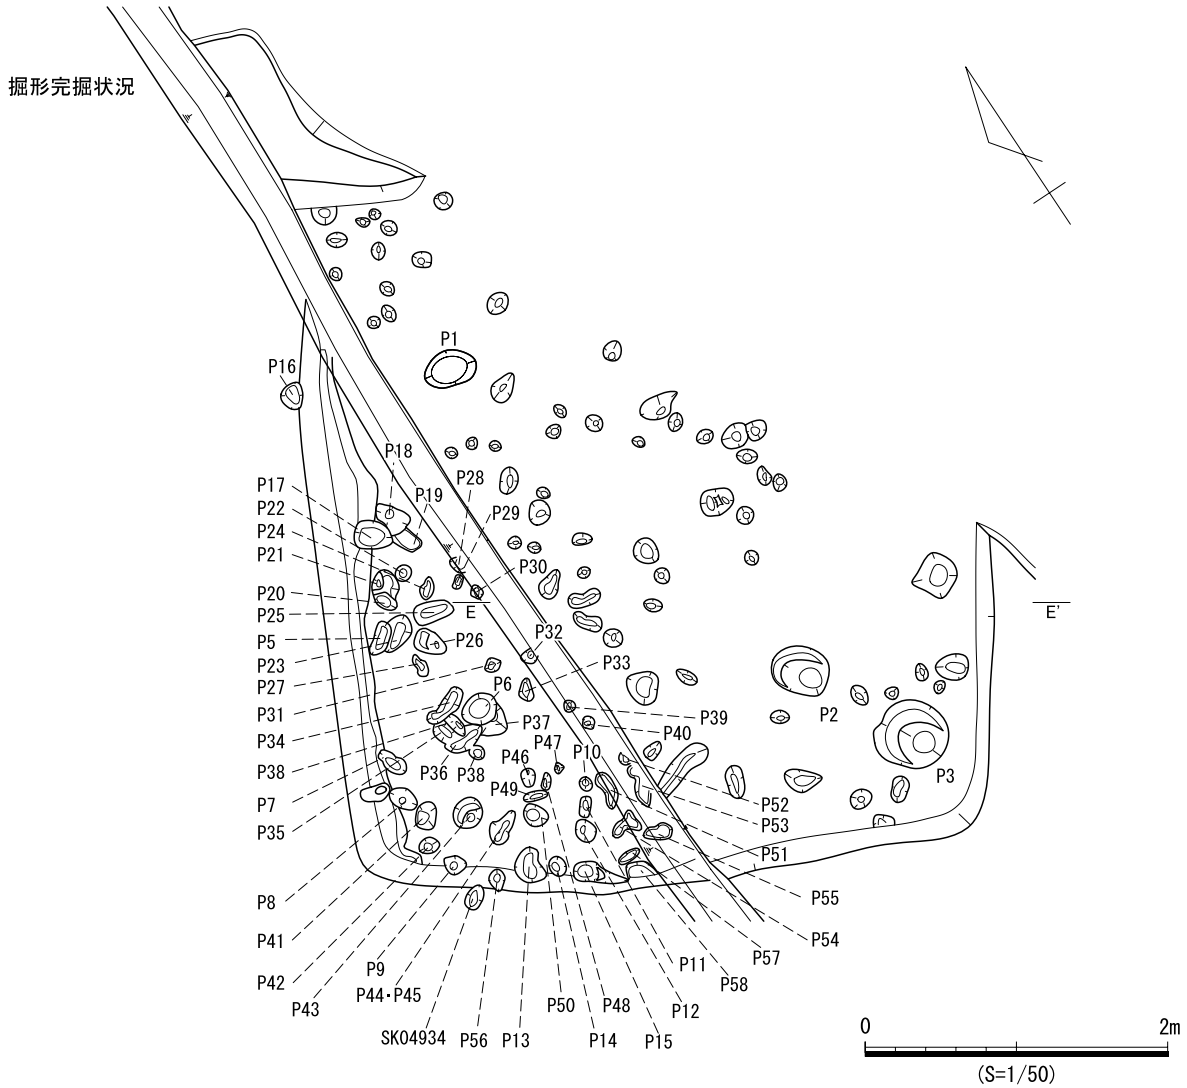 掘形完掘状況
P1
P16
P18
P28
P17
P19
P22
P29
P24
P21
P30
P20
E
E'
P25
P32
P5
P26
P23
P33
P27
P6
P31
P39
P2
P34
P37
P40
P47
P10
P46
P38
P36
P38
P3
P49
P7
P52
P35
P53
P51
P8
P55
P41
P54
P57
P9
P11
P42
P58
P44・P45
P43
P50
P48
P12
SK04934
P56
P13
P14
P15
0
2m
(S=1/50)